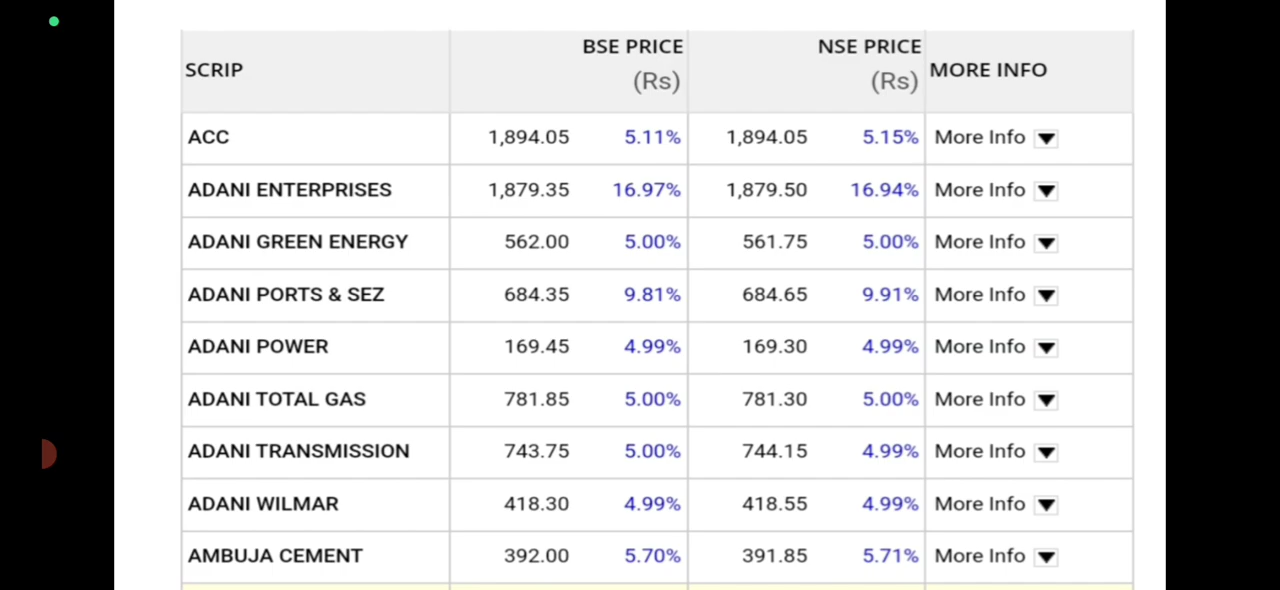 SCRIP BSE PRICE (Rs) NSE PRICE (Rs) MORE INFO
ACC 1,894.05 5.11% 1,894.05 5.15% More Info
ADANI ENTERPRISES 1,879.35 16.97% 1,879.50 16.94% More Info
ADANI GREEN ENERGY 562.00 5.00% 561.75 5.00% More Info
ADANI PORTS & SEZ 684.35 9.81% 684.65 9.91% More Info
ADANI POWER 169.45 4.99% 169.30 4.99% More Info
ADANI TOTAL GAS 781.85 5.00% 781.30 5.00% More Info
ADANI TRANSMISSION 743.75 5.00% 744.15 4.99% More Info
ADANI WILMAR 418.30 4.99% 418.55 4.99% More Info
AMBUJA CEMENT 392.00 5.70% 391.85 5.71% More Info